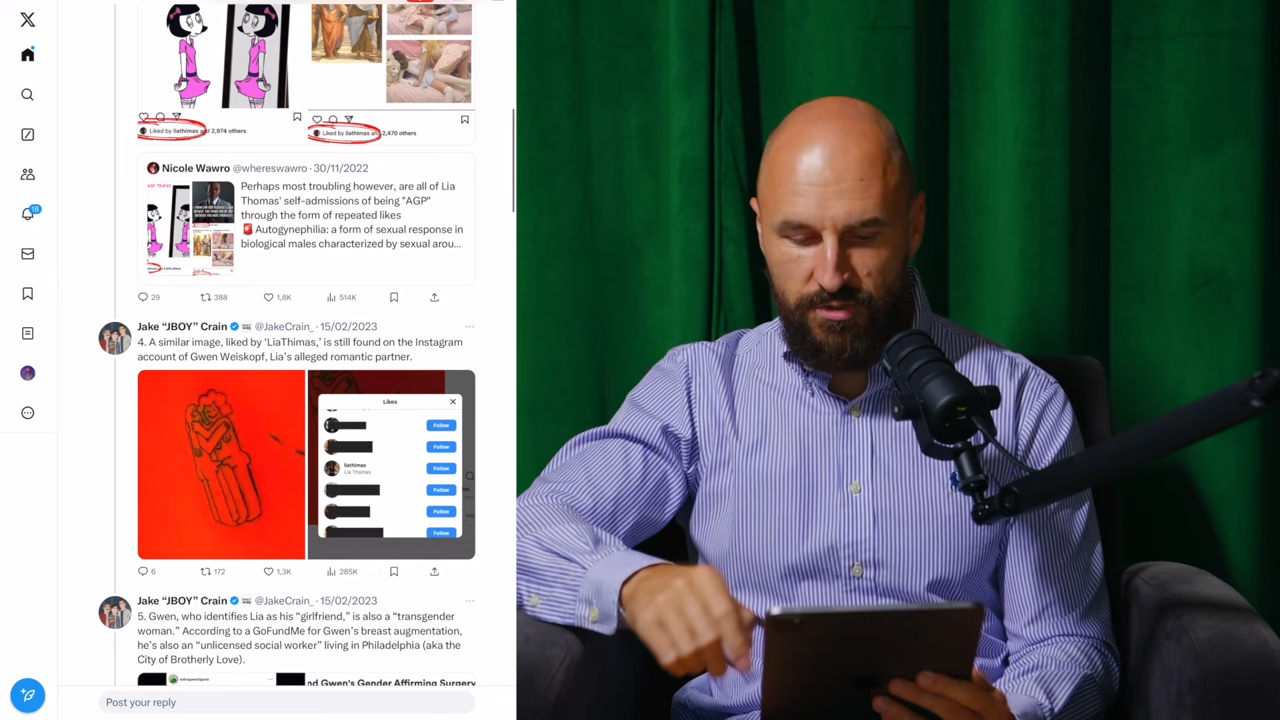 Liked by liathimas and 2,974 others
Liked by liathimas and 2,470 others
Nicole Wawro @whereswawro · 30/11/2022
Perhaps most troubling however, are all of Lia
Thomas' self-admissions of being "AGP"
through the form of repeated likes
🚨 Autogynephilia: a form of sexual response in
biological males characterized by sexual arou...
29 388 1,8K 514K
Jake “JBOY” Crain @JakeCrain_ · 15/02/2023
4. A similar image, liked by ‘LiaThimas,’ is still found on the Instagram
account of Gwen Weiskopf, Lia’s alleged romantic partner.
Likes
Follow
Follow
liathimas
Lia Thomas
Follow
Follow
Follow
Follow
6 172 1,3K 285K
Jake “JBOY” Crain @JakeCrain_ · 15/02/2023
5. Gwen, who identifies Lia as his “girlfriend,” is also a “transgender
woman.” According to a GoFundMe for Gwen’s breast augmentation,
he’s also an “unlicensed social worker” living in Philadelphia (aka the
City of Brotherly Love).
nd Gwen's Gender Affirming Surgery
Post your reply
18